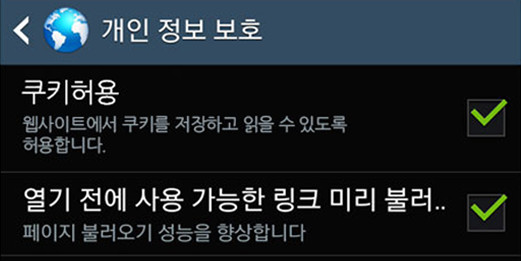 개인 정보 보호
쿠키허용
웹사이트에서 쿠키를 저장하고 읽을 수 있도록
허용합니다.
열기 전에 사용 가능한 링크 미리 불러..
페이지 불러오기 성능을 향상합니다